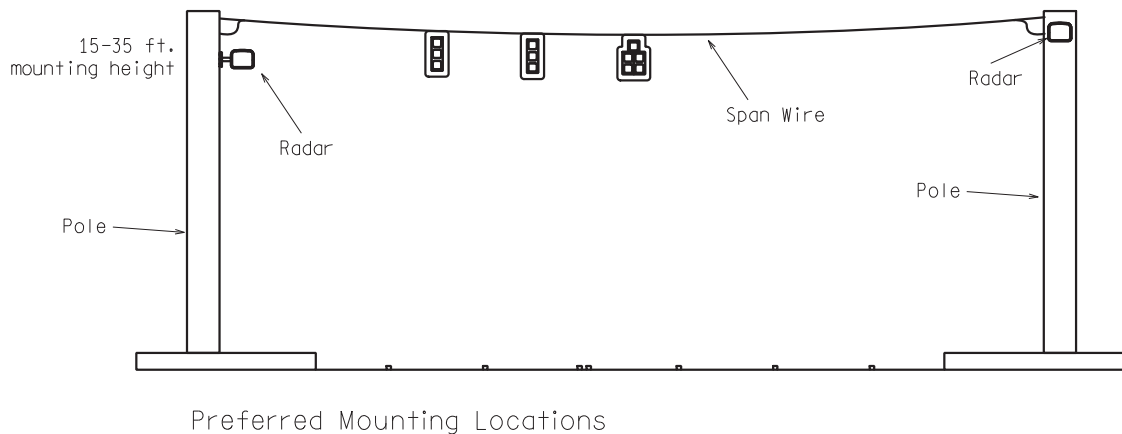 15-35 ft.
mounting height
Radar
Span Wire
Radar
Pole
Pole
Preferred Mounting Locations